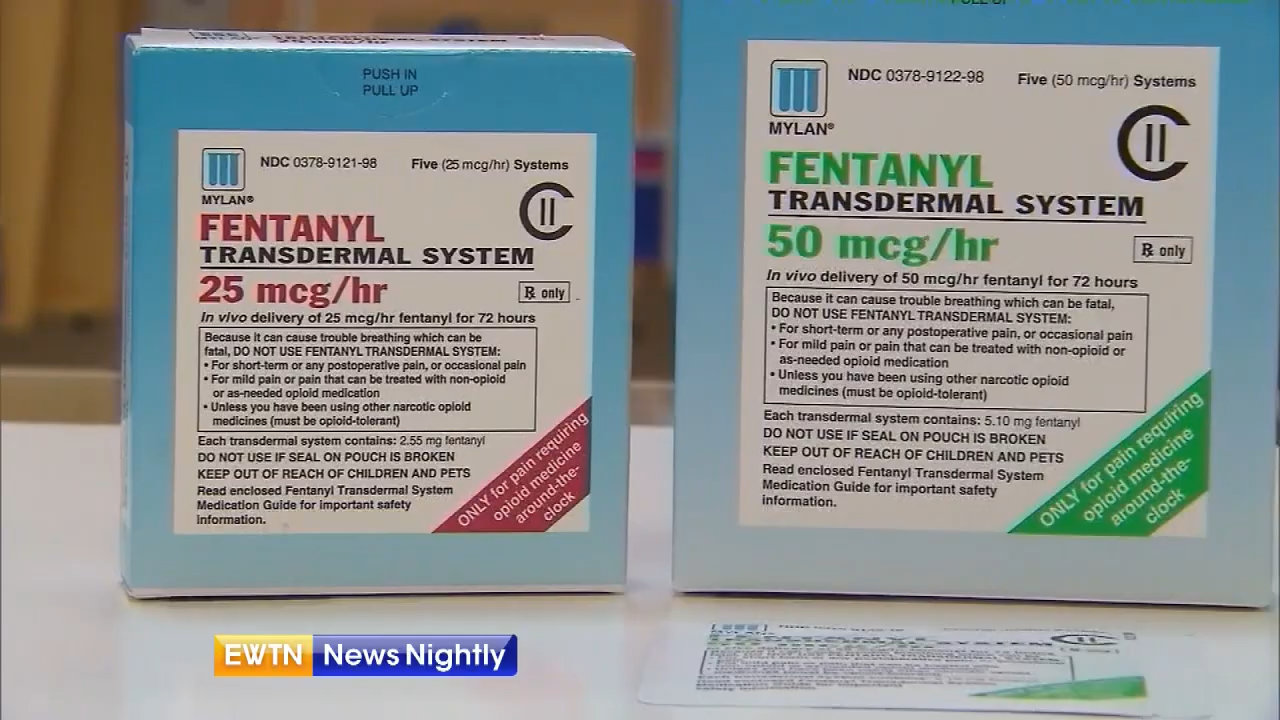 PUSH IN
PULL UP
MYLAN®
NDC 0378-9121-98
Five (25 mcg/hr) Systems
CII
FENTANYL
TRANSDERMAL SYSTEM
25 mcg/hr
Rx only
In vivo delivery of 25 mcg/hr fentanyl for 72 hours
Because it can cause trouble breathing which can be
fatal, DO NOT USE FENTANYL TRANSDERMAL SYSTEM:
• For short-term or any postoperative pain, or occasional pain
• For mild pain or pain that can be treated with non-opioid
or as-needed opioid medication
• Unless you have been using other narcotic opioid
medicines (must be opioid-tolerant)
Each transdermal system contains: 2.55 mg fentanyl
DO NOT USE IF SEAL ON POUCH IS BROKEN
KEEP OUT OF REACH OF CHILDREN AND PETS
Read enclosed Fentanyl Transdermal System
Medication Guide for important safety
information.
ONLY for pain requiring
opioid medicine
around-the-
clock
PULL UP
MYLAN®
NDC 0378-9122-98
Five (50 mcg/hr) Systems
CII
FENTANYL
TRANSDERMAL SYSTEM
50 mcg/hr
Rx only
In vivo delivery of 50 mcg/hr fentanyl for 72 hours
Because it can cause trouble breathing which can be fatal,
DO NOT USE FENTANYL TRANSDERMAL SYSTEM:
• For short-term or any postoperative pain, or occasional pain
• For mild pain or pain that can be treated with non-opioid or
as-needed opioid medication
• Unless you have been using other narcotic opioid
medicines (must be opioid-tolerant)
Each transdermal system contains: 5.10 mg fentanyl
DO NOT USE IF SEAL ON POUCH IS BROKEN
KEEP OUT OF REACH OF CHILDREN AND PETS
Read enclosed Fentanyl Transdermal System
Medication Guide for important safety
information.
ONLY for pain requiring
opioid medicine
around-the-
clock
EWTN News Nightly